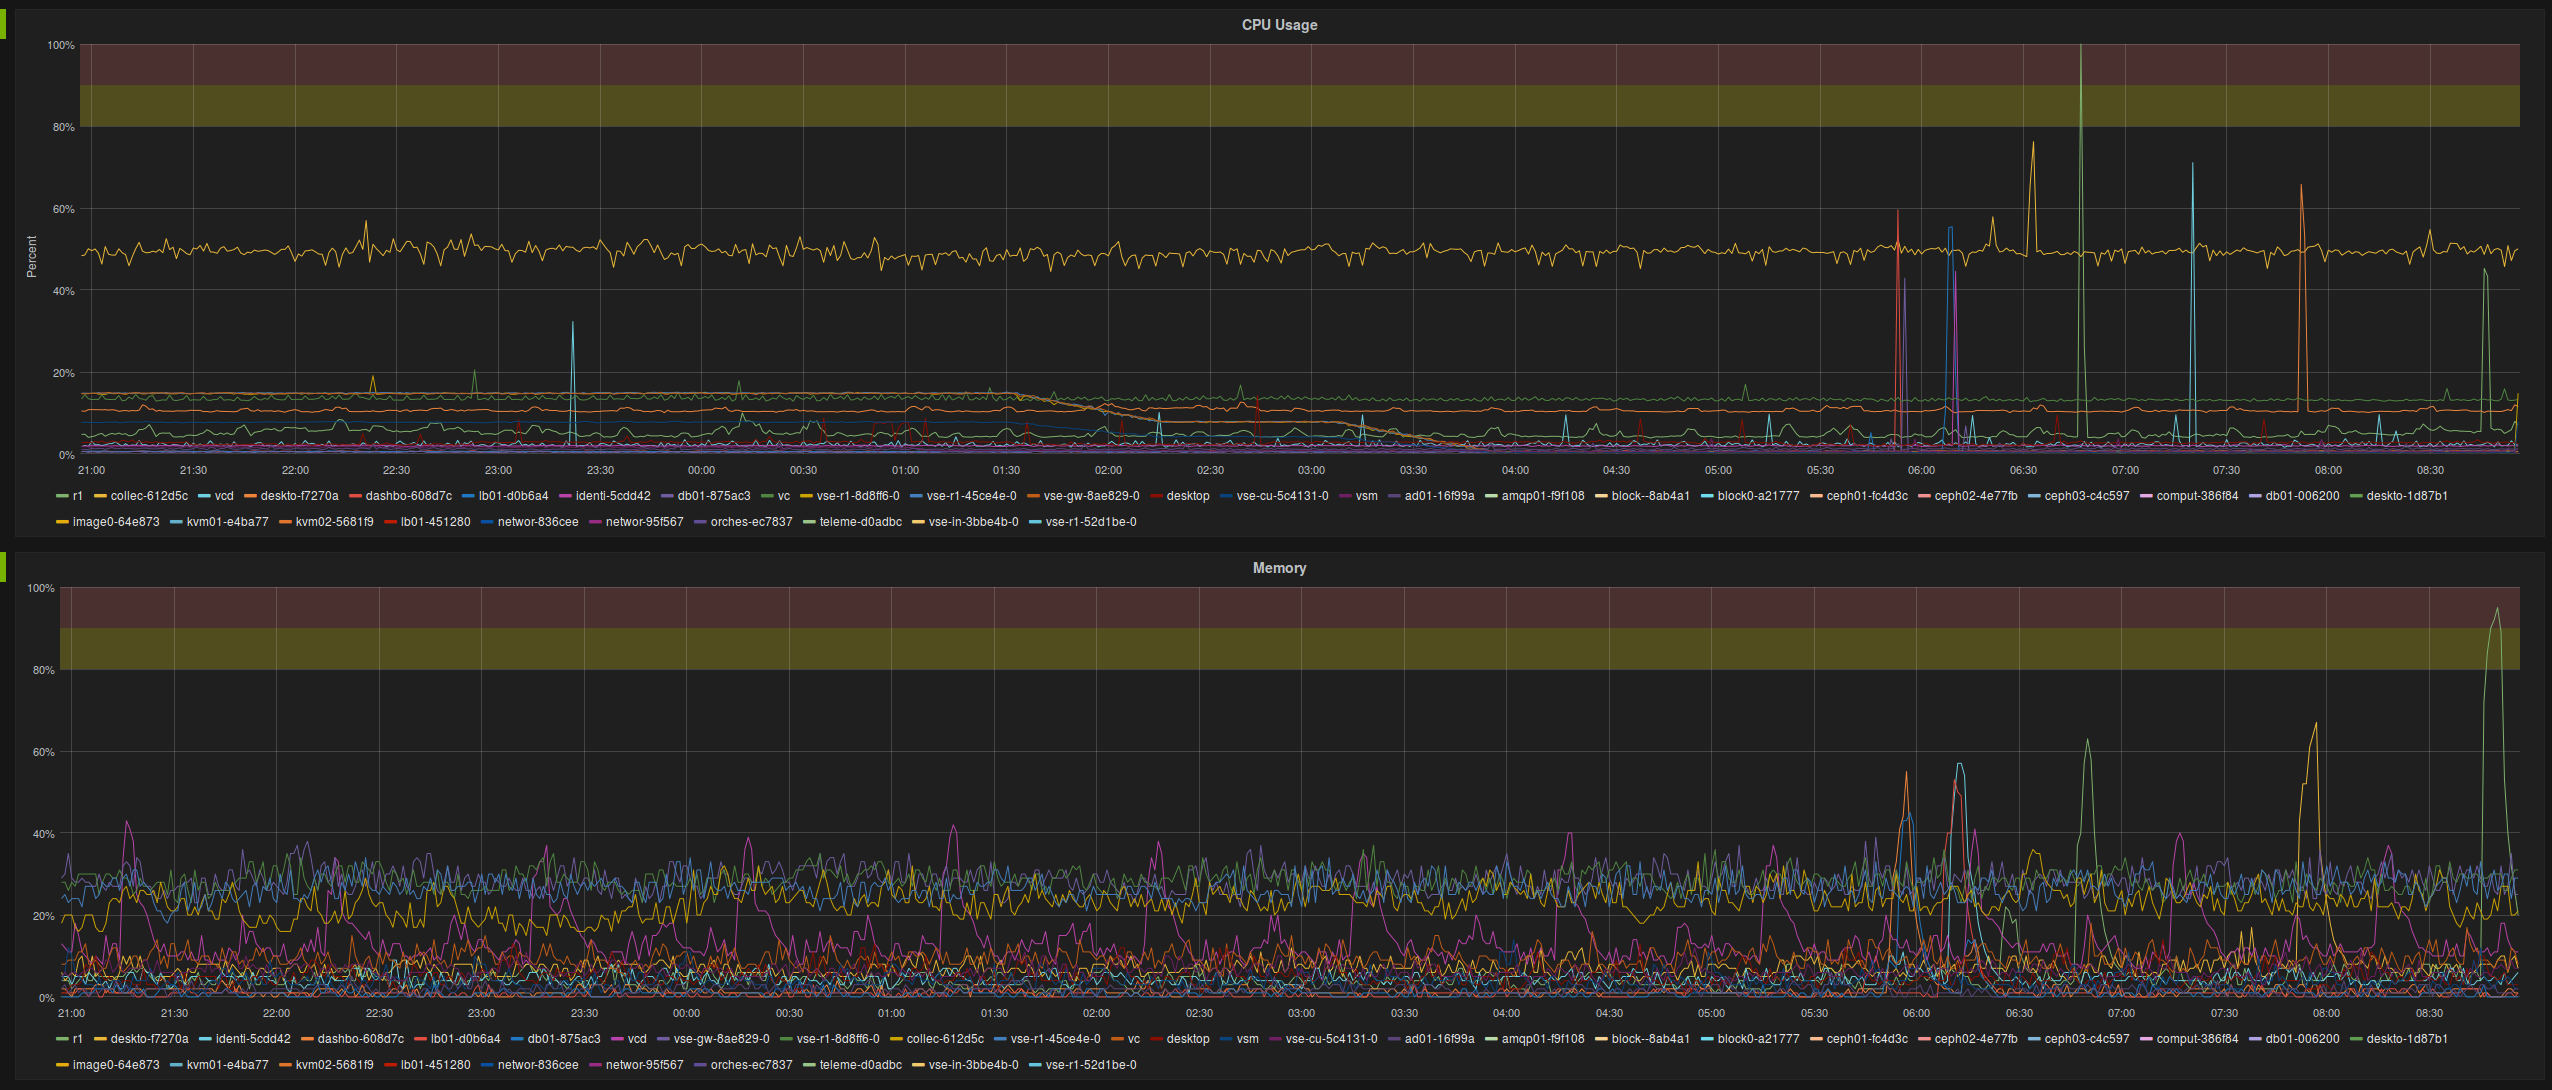 CPU Usage
100%
80%
60%
40%
20%
0%
Percent
21:00 21:30 22:00 22:30 23:00 23:30 00:00 00:30 01:00 01:30 02:00 02:30 03:00 03:30 04:00 04:30 05:00 05:30 06:00 06:30 07:00 07:30 08:00 08:30
r1 collec-612d5c vcd deskto-f7270a dashbo-608d7c lb01-d0b6a4 identi-5cdd42 db01-875ac3 vc vse-r1-8d8ff6-0 vse-r1-45ce4e-0 vse-gw-8ae829-0 desktop vse-cu-5c4131-0 vsm ad01-16f99a amqp01-f9f108 block--8ab4a1 block0-a21777 ceph01-fc4d3c ceph02-4e77fb ceph03-c4c597 comput-386f84 db01-006200 deskto-1d87b1
image0-64e873 kvm01-e4ba77 kvm02-5681f9 lb01-451280 networ-836cee networ-95f567 orches-ec7837 teleme-d0adbc vse-in-3bbe4b-0 vse-r1-52d1be-0
Memory
100%
80%
60%
40%
20%
0%
21:00 21:30 22:00 22:30 23:00 23:30 00:00 00:30 01:00 01:30 02:00 02:30 03:00 03:30 04:00 04:30 05:00 05:30 06:00 06:30 07:00 07:30 08:00 08:30
r1 deskto-f7270a identi-5cdd42 dashbo-608d7c lb01-d0b6a4 db01-875ac3 vcd vse-gw-8ae829-0 vse-r1-8d8ff6-0 collec-612d5c vse-r1-45ce4e-0 vc desktop vsm vse-cu-5c4131-0 ad01-16f99a amqp01-f9f108 block--8ab4a1 block0-a21777 ceph01-fc4d3c ceph02-4e77fb ceph03-c4c597 comput-386f84 db01-006200 deskto-1d87b1
image0-64e873 kvm01-e4ba77 kvm02-5681f9 lb01-451280 networ-836cee networ-95f567 orches-ec7837 teleme-d0adbc vse-in-3bbe4b-0 vse-r1-52d1be-0